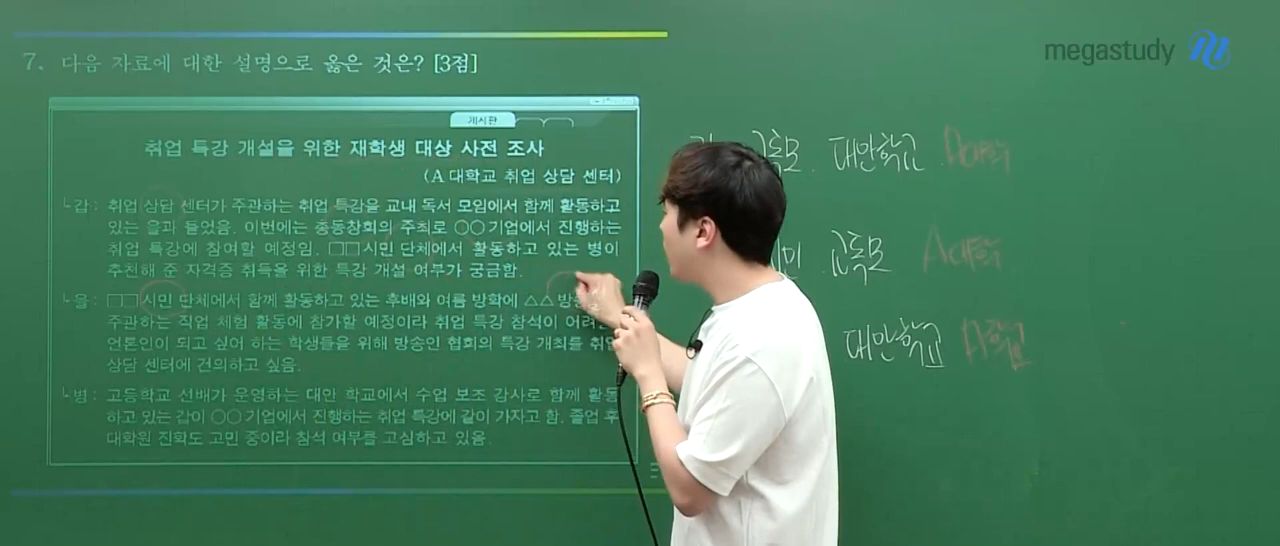 megastudy
7. 다음 자료에 대한 설명으로 옳은 것은? [3점]
게시판
취업 특강 개설을 위한 재학생 대상 사전 조사
(A 대학교 취업 상담 센터)
갑 : 취업 상담 센터가 주관하는 취업 특강을 교내 독서 모임에서 함께 활동하고
있는 을과 들었음. 이번에는 총동창회의 주최로 ○○ 기업에서 진행하는
취업 특강에 참여할 예정임. □□ 시민 단체에서 활동하고 있는 병이
추천해 준 자격증 취득을 위한 특강 개설 여부가 궁금함.
을 : □□ 시민 단체에서 함께 활동하고 있는 후배와 여름 방학에 △△ 방송
주관하는 직업 체험 활동에 참가할 예정이라 취업 특강 참석이
언론인이 되고 싶어 하는 학생들을 위해 방송인 협회의 특강 개최를 취업
상담 센터에 건의하고 싶음.
병 : 고등학교 선배가 운영하는 대안 학교에서 수업 보조 강사로 함께 활동
하고 있는 갑이 ○○ 기업에서 진행하는 취업 특강에 같이 가자고 함. 졸업 후
대학원 진학도 고민 중이라 참석 여부를 고심하고 있음.
교독모 대안학교 A대학
시민 교독모 A대학
대안학교